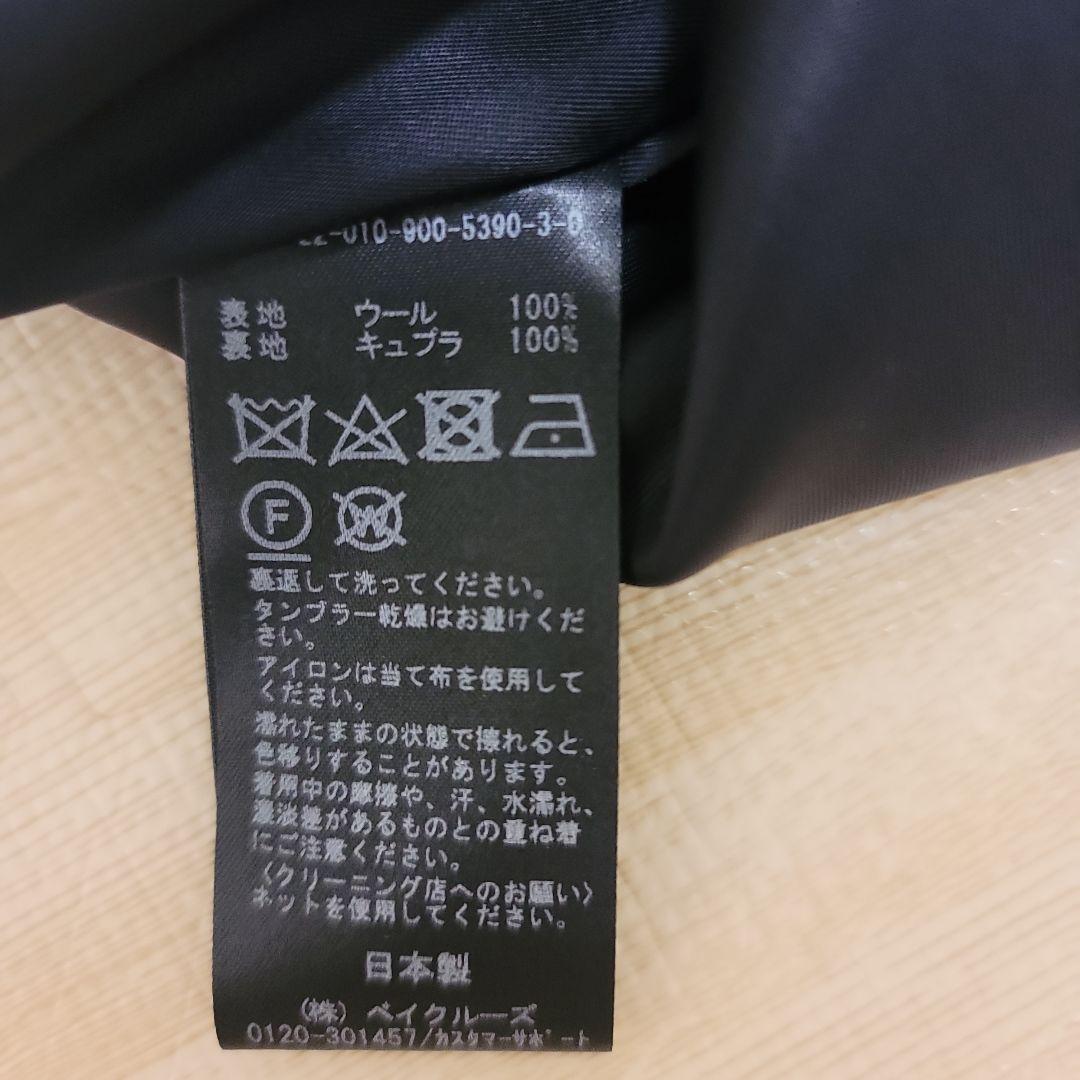 22-010-900-5390-3-0
表地 ウール 100%
裏地 キュプラ 100%
F
W
裏返して洗ってください。
タンブラー乾燥はお避けくだ
さい。
アイロンは当て布を使用して
ください。
濡れたままの状態で擦れると、
色移りすることがあります。
着用中の摩擦や、汗、水濡れ、
濃淡差があるものとの重ね着
にご注意ください。
〈クリーニング店へのお願い〉
ネットを使用してください。
日本製
(株) ベイクルーズ
0120-301457/カスタマーサポート